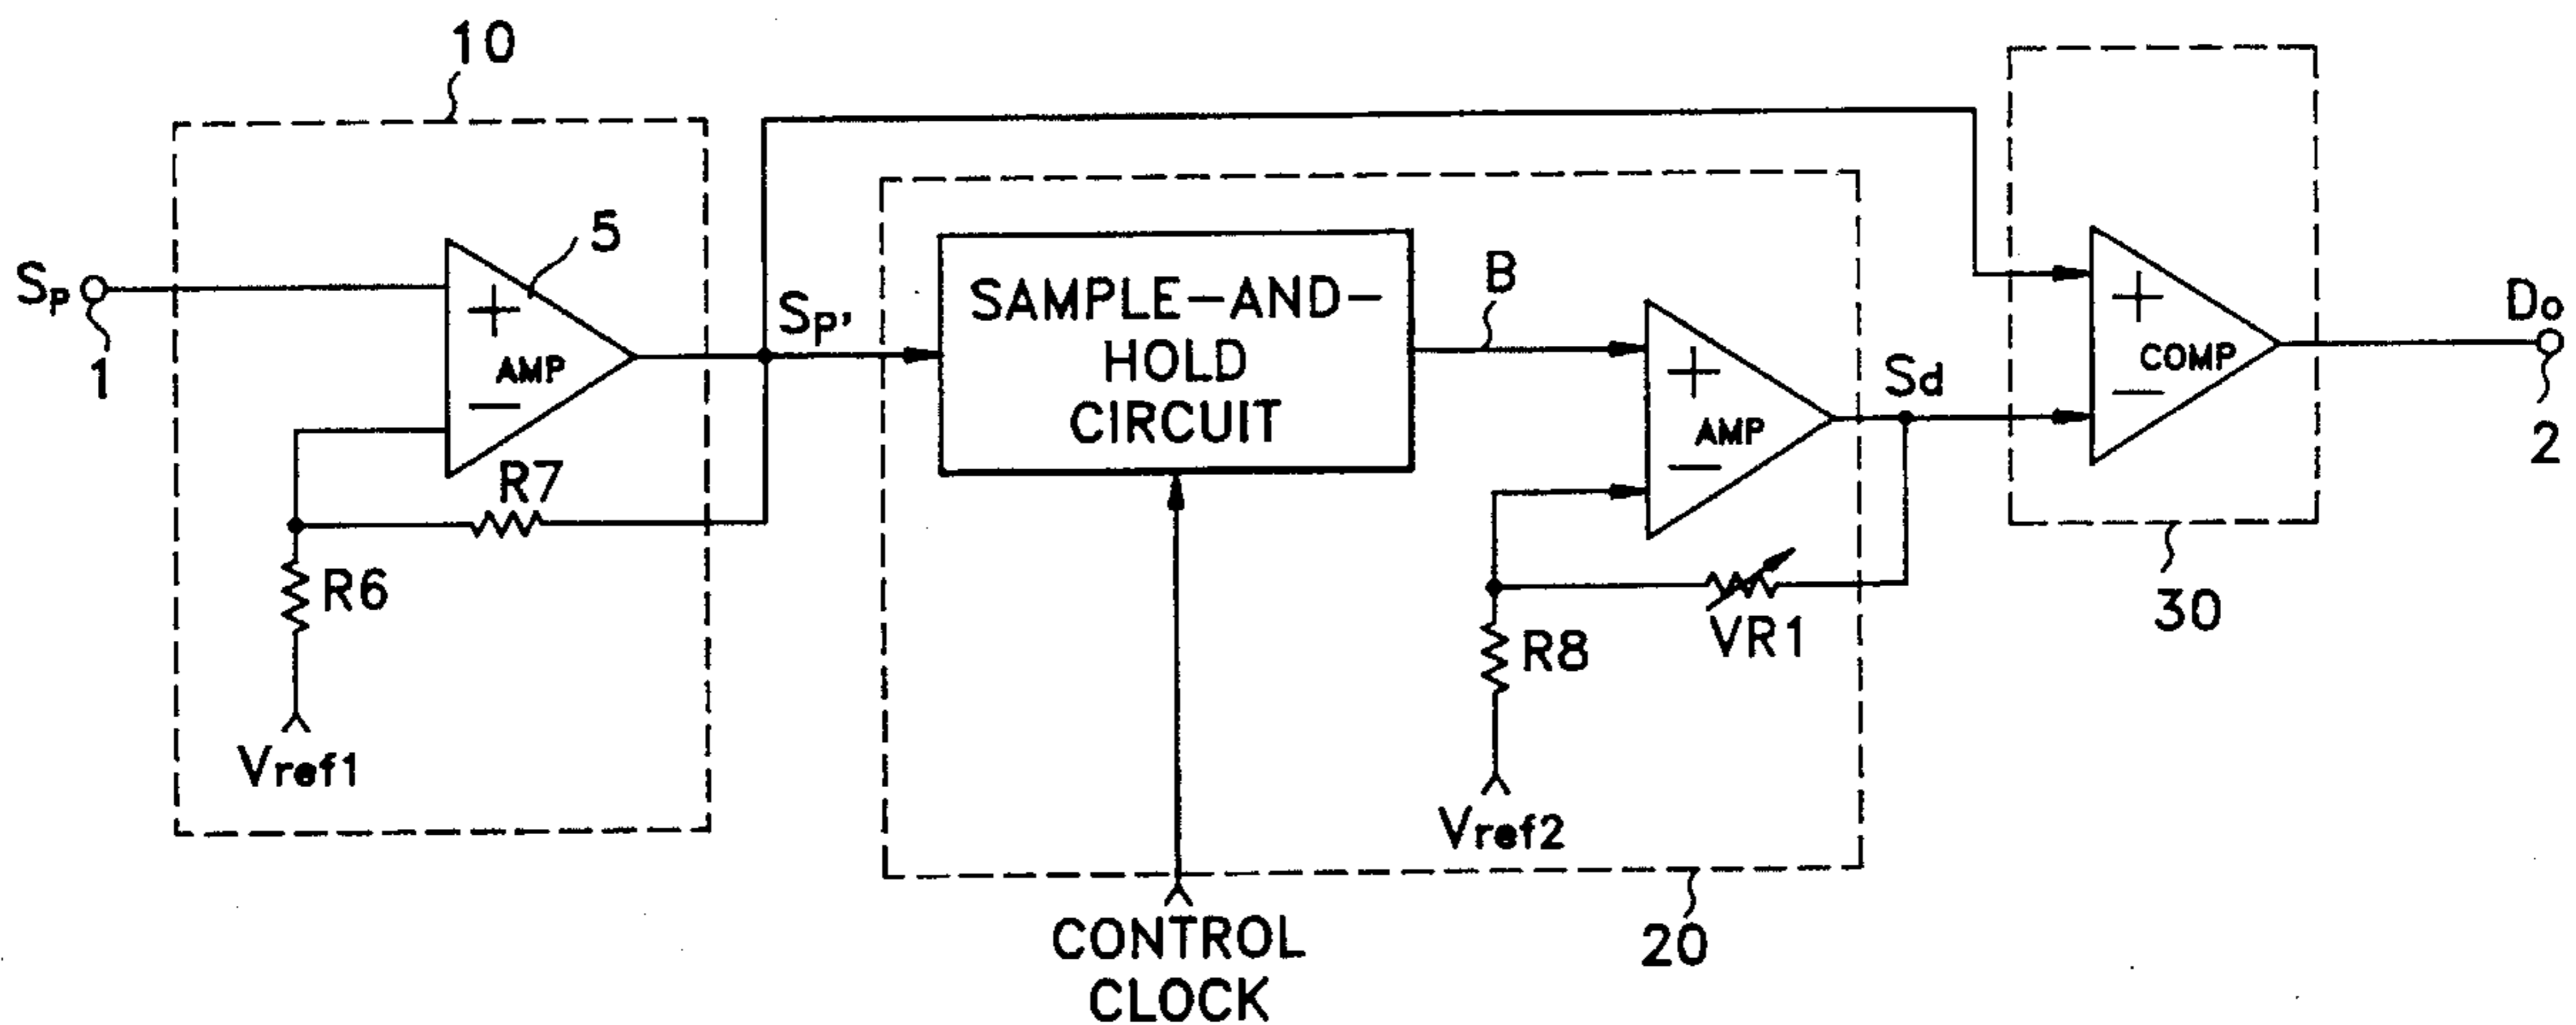 10
5
Sp
1
+
AMP
−
R7
R6
Vref1
Sp'
SAMPLE-AND-
HOLD
CIRCUIT
B
+
AMP
−
Sd
R8
VR1
Vref2
CONTROL
CLOCK
20
+
COMP
−
30
Do
2